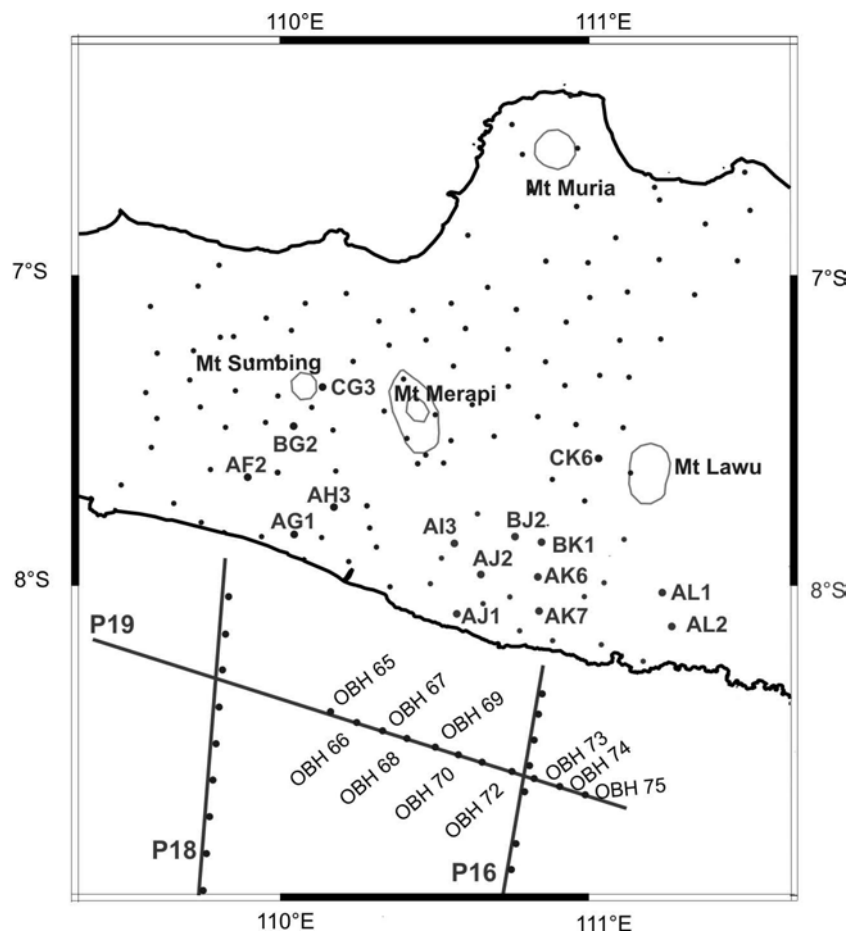 110°E
111°E
Mt Muria
7°S
7°S
Mt Sumbing
CG3
Mt Merapi
BG2
AF2
CK6
Mt Lawu
AH3
AG1
AI3
BJ2
BK1
AJ2
AK6
8°S
AL1
AJ1
AK7
AL2
P19
OBH 65
OBH 67
OBH 69
OBH 66
OBH 68
OBH 70
OBH 72
OBH 73
OBH 74
OBH 75
P18
P16
8°S
110°E
111°E